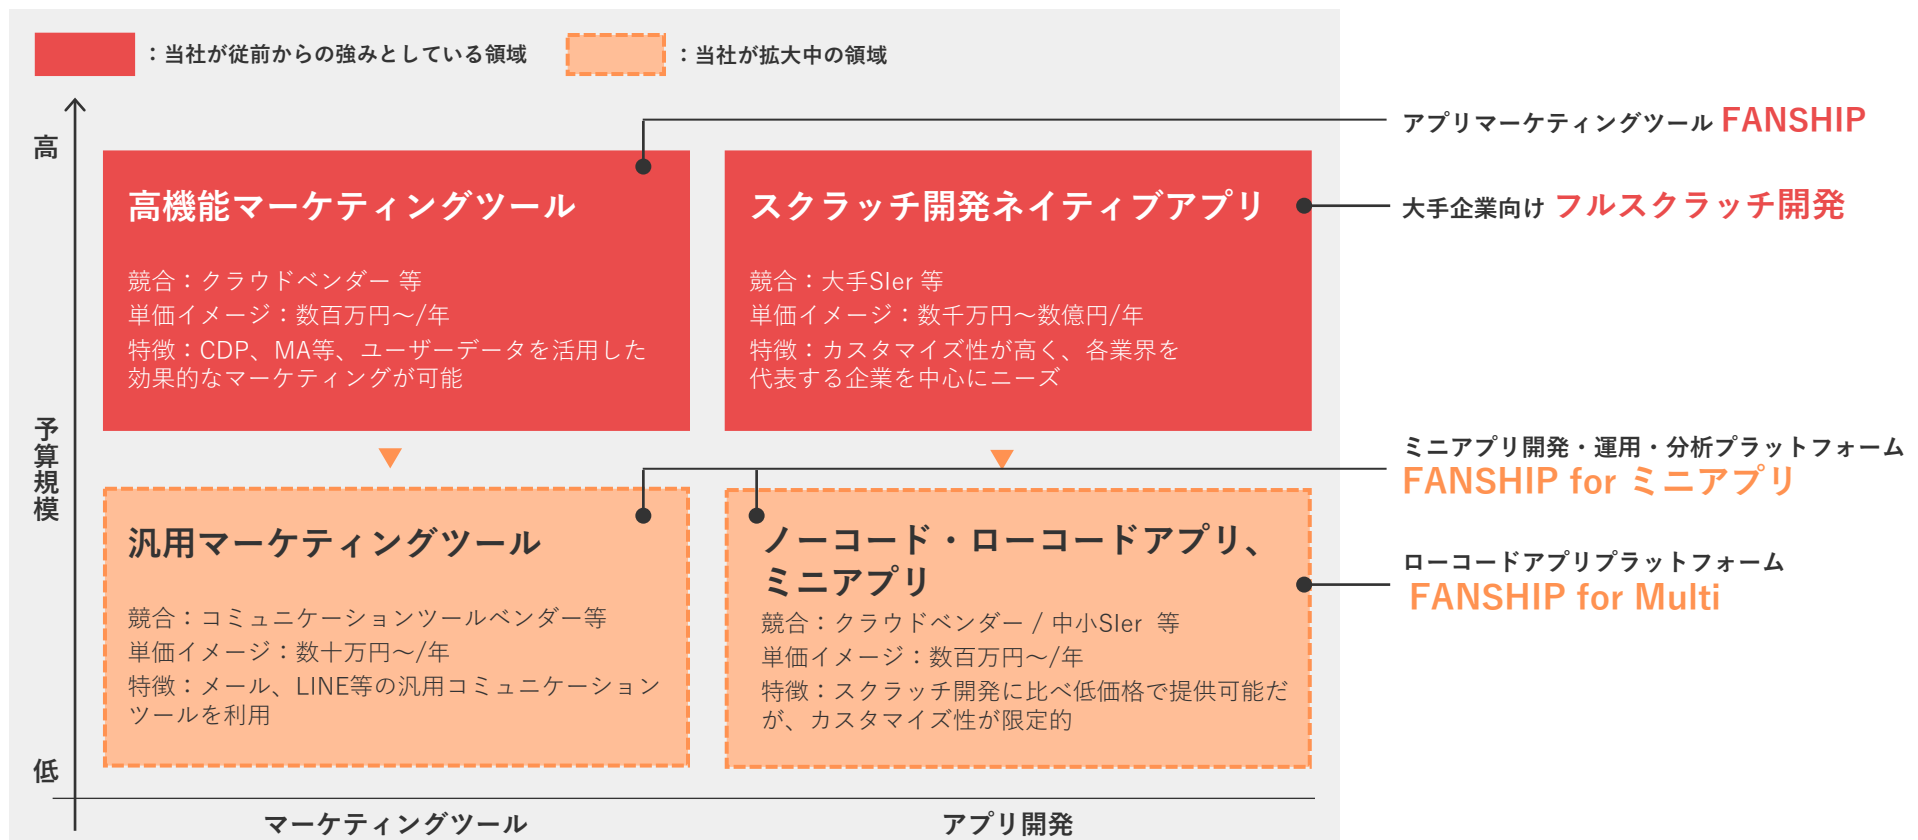 ：当社が従前からの強みとしている領域
：当社が拡大中の領域
高
予算規模
低
高機能マーケティングツール
競合：クラウドベンダー 等
単価イメージ：数百万円～/年
特徴：CDP、MA等、ユーザーデータを活用した
効果的なマーケティングが可能
スクラッチ開発ネイティブアプリ
競合：大手SIer 等
単価イメージ：数千万円～数億円/年
特徴：カスタマイズ性が高く、各業界を
代表する企業を中心にニーズ
汎用マーケティングツール
競合：コミュニケーションツールベンダー等
単価イメージ：数十万円～/年
特徴：メール、LINE等の汎用コミュニケーション
ツールを利用
ノーコード・ローコードアプリ、
ミニアプリ
競合：クラウドベンダー / 中小SIer 等
単価イメージ：数百万円～/年
特徴：スクラッチ開発に比べ低価格で提供可能だ
が、カスタマイズ性が限定的
マーケティングツール
アプリ開発
アプリマーケティングツール FANSHIP
大手企業向け フルスクラッチ開発
ミニアプリ開発・運用・分析プラットフォーム
FANSHIP for ミニアプリ
ローコードアプリプラットフォーム
FANSHIP for Multi